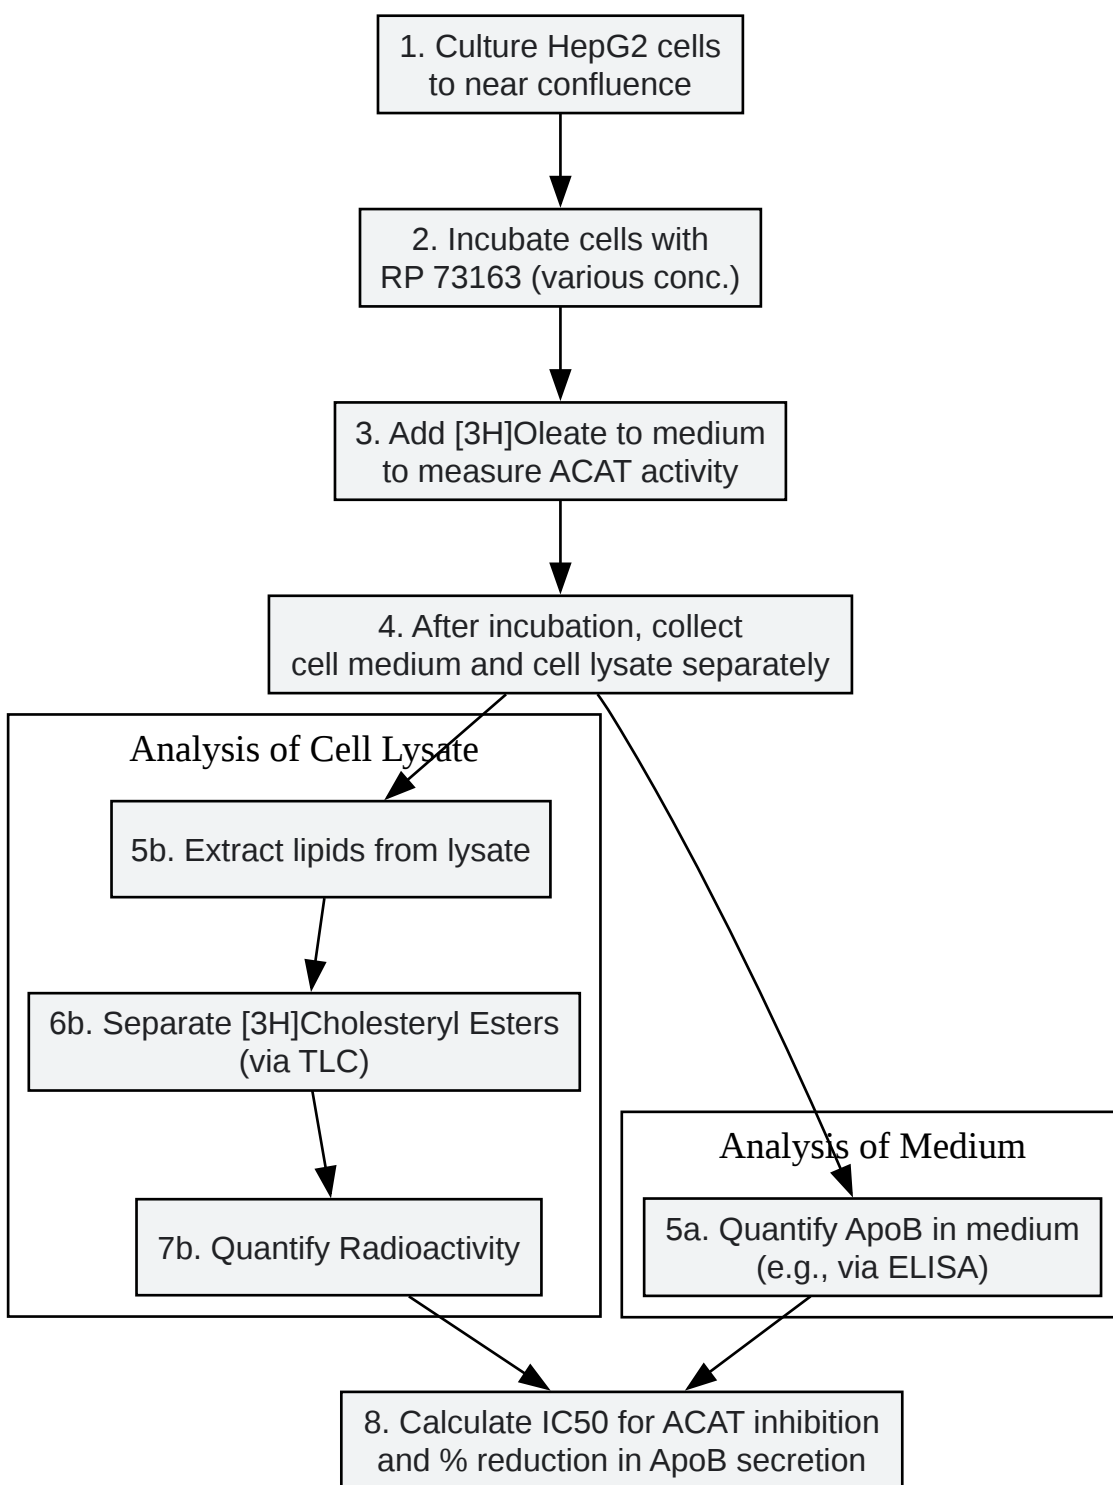 1. Culture HepG2 cells
to near confluence
2. Incubate cells with
RP 73163 (various conc.)
3. Add [3H]Oleate to medium
to measure ACAT activity
4. After incubation, collect
cell medium and cell lysate separately
Analysis of Cell Lysate
5b. Extract lipids from lysate
6b. Separate [3H]Cholesteryl Esters
(via TLC)
7b. Quantify Radioactivity
Analysis of Medium
5a. Quantify ApoB in medium
(e.g., via ELISA)
8. Calculate IC50 for ACAT inhibition
and % reduction in ApoB secretion